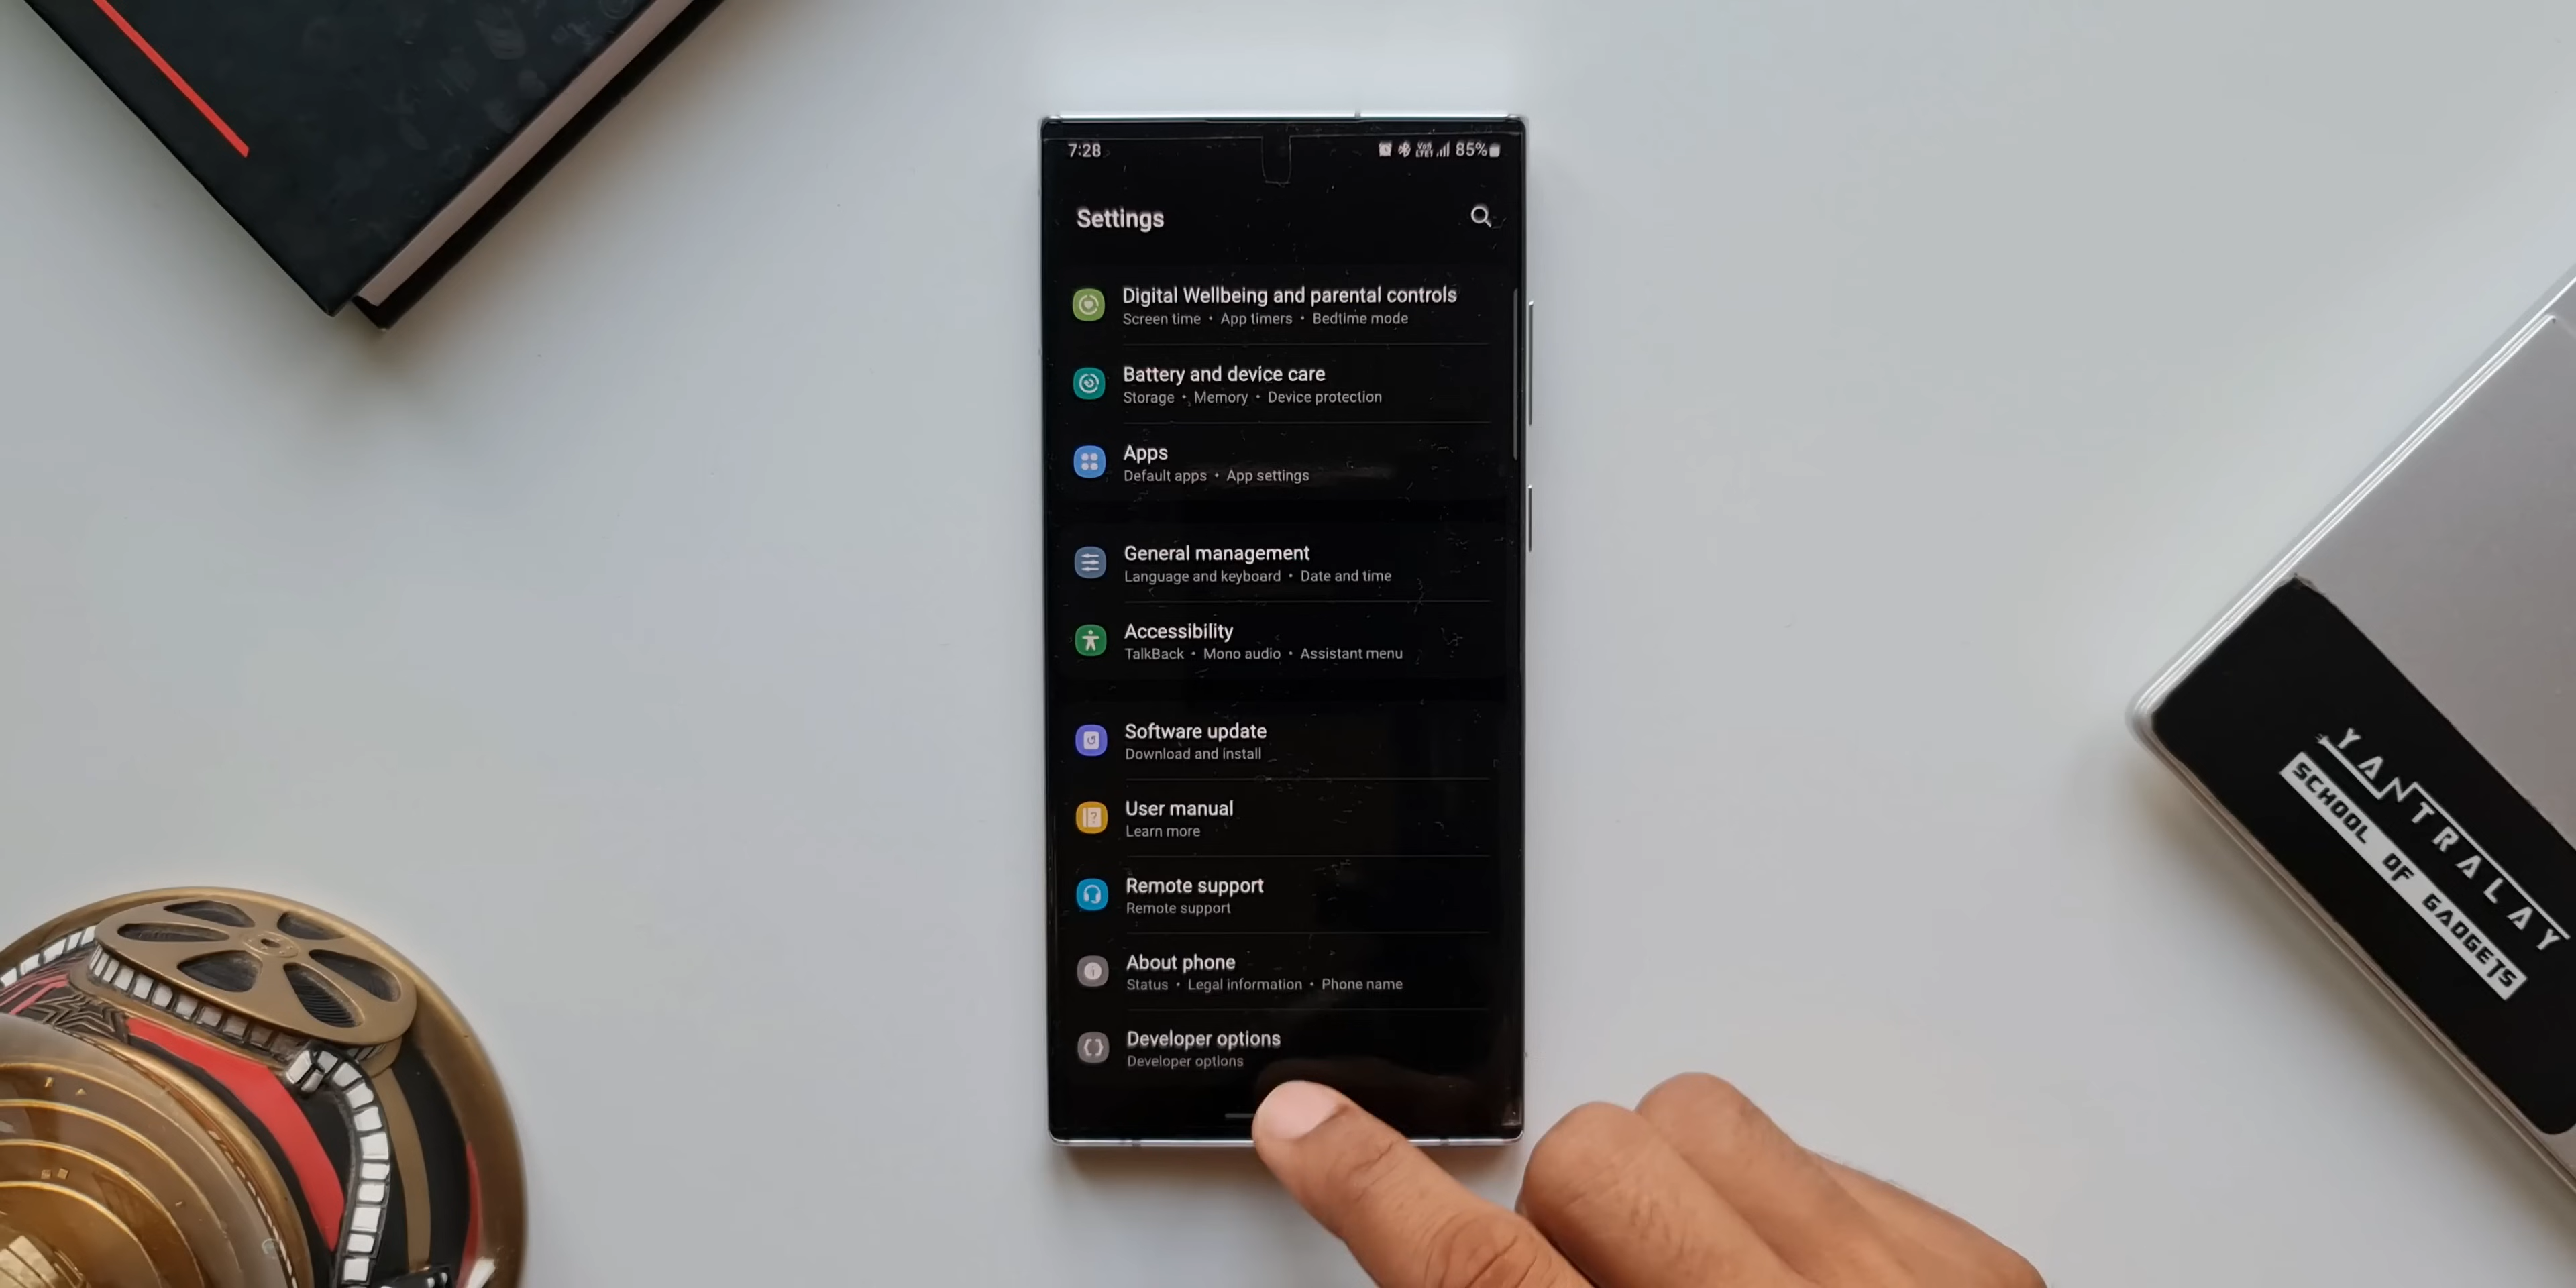 7:28
85%
Settings
Digital Wellbeing and parental controls
Screen time • App timers • Bedtime mode
Battery and device care
Storage • Memory • Device protection
Apps
Default apps • App settings
General management
Language and keyboard • Date and time
Accessibility
TalkBack • Mono audio • Assistant menu
Software update
Download and install
User manual
Learn more
Remote support
Remote support
About phone
Status • Legal information • Phone name
Developer options
Developer options
YANTRALAY
SCHOOL OF GADGETS